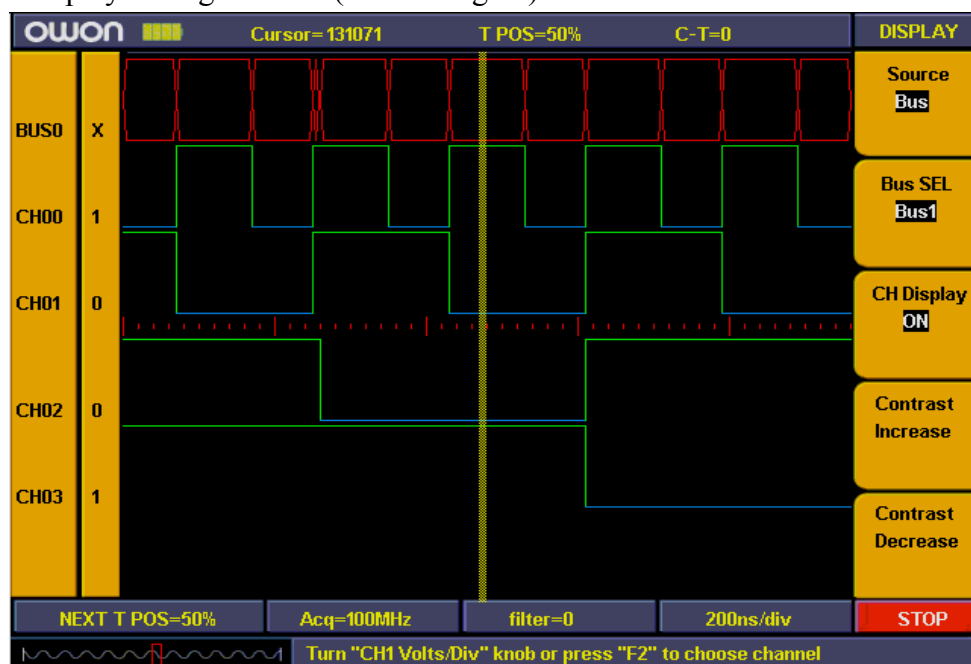 owon Cursor=131071 T POS=50% C-T=0 DISPLAY
Source
Bus
BUS0 X
Bus SEL
Bus1
CH00 1
CH Display
ON
CH01 0
Contrast
Increase
CH02 0
CH03 1
Contrast
Decrease
NEXT T POS=50% Acq=100MHz filter=0 200ns/div STOP
Turn "CH1 Volts/Div" knob or press "F2" to choose channel